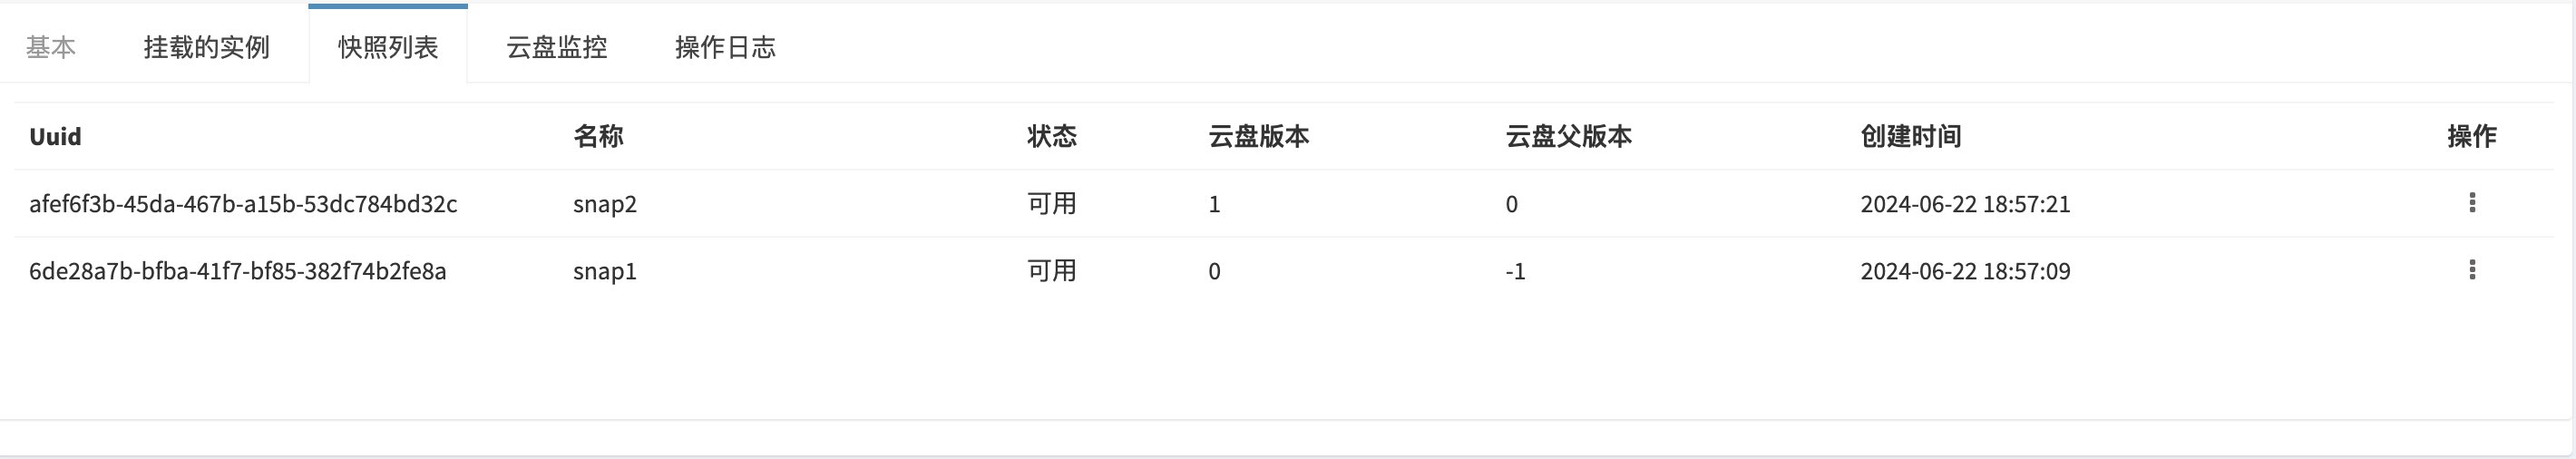 基本 挂载的实例 快照列表 云盘监控 操作日志
Uuid 名称 状态 云盘版本 云盘父版本 创建时间 操作
afef6f3b-45da-467b-a15b-53dc784bd32c snap2 可用 1 0 2024-06-22 18:57:21
6de28a7b-bfba-41f7-bf85-382f74b2fe8a snap1 可用 0 -1 2024-06-22 18:57:09